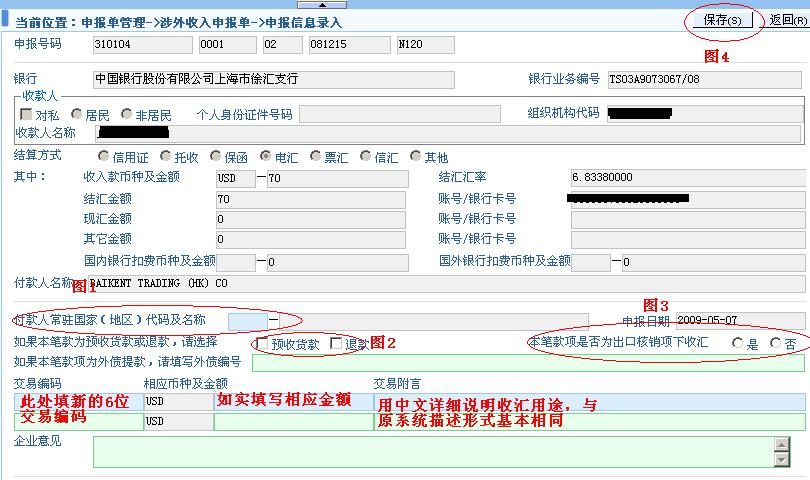 当前位置：申报单管理->涉外收入申报单->申报信息录入 保存(S) 返回(R)
图4
申报号码 310104 0001 02 081215 N120
银行 中国银行股份有限公司上海市徐汇支行 银行业务编号 TS03A9073067/08
收款人
对私 居民 非居民 个人身份证件号码 组织机构代码
收款人名称
结算方式 信用证 托收 保函 电汇 票汇 信汇 其他
其中： 收入款币种及金额 USD —70 结汇汇率 6.83380000
结汇金额 70 账号/银行卡号
现汇金额 0 账号/银行卡号
其它金额 0 账号/银行卡号
国内银行扣费币种及金额 —0 国外银行扣费币种及金额 —0
付款人名称 BAIKENT TRADING (HK) CO
图1
图3
付款人常驻国家（地区）代码及名称 — 申报日期 2009-05-07
如果本笔款为预收货款或退款，请选择 预收货款 退款 图2 本笔款项是否为出口核销项下收汇 是 否
如果本笔款项为外债提款，请填写外债编号
交易编码 相应币种及金额 交易附言
此处填新的6位 USD 如实填写相应金额 用中文详细说明收汇用途，与
交易编码 USD 原系统描述形式基本相同
企业意见